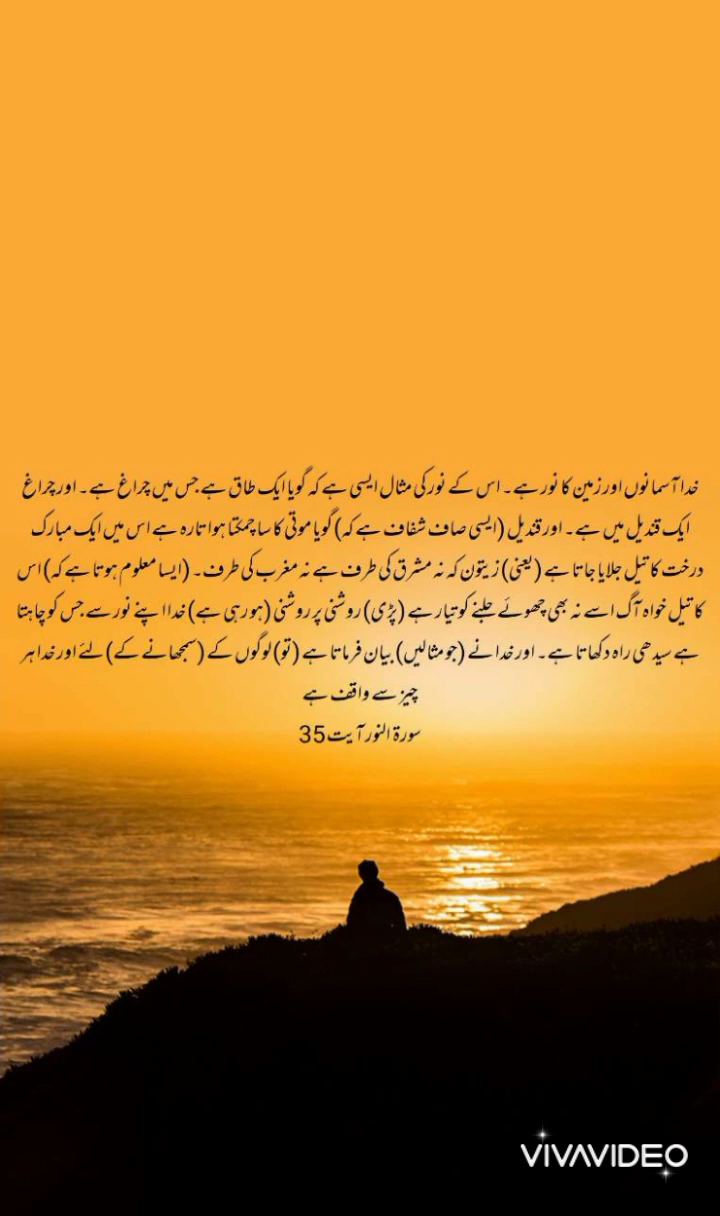 خدا آسمانوں اور زمین کا نور ہے۔ اس کے نور کی مثال ایسی ہے کہ گویا ایک طاق ہے جس میں چراغ ہے۔ اور چراغ
ایک قندیل میں ہے۔ اور قندیل (ایسی صاف شفاف ہے کہ) گویا موتی کا سا چمکتا ہوا تارہ ہے اس میں ایک مبارک
درخت کا تیل جلایا جاتا ہے (یعنی) زیتون کہ نہ مشرق کی طرف ہے نہ مغرب کی طرف۔ (ایسا معلوم ہوتا ہے کہ) اس
کا تیل خواہ آگ اسے نہ بھی چھوئے جلنے کو تیار ہے (پڑی) روشنی پر روشنی (ہو رہی ہے) خدا اپنے نور سے جس کو چاہتا
ہے سیدھی راہ دکھاتا ہے۔ اور خدا نے (جو مثالیں) بیان فرماتا ہے (تو) لوگوں کے (سمجھانے کے) لئے اور خدا ہر
چیز سے واقف ہے
سورۃ النور آیت 35
VIVAVIDEO